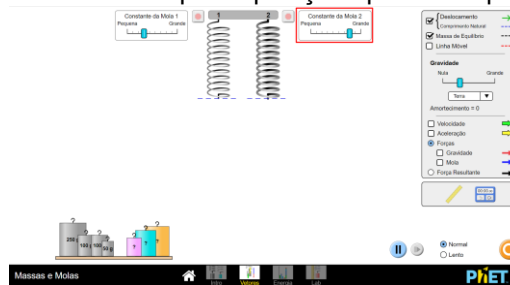 Constante da Mola 1
Pequena Grande
1 2
Constante da Mola 2
Pequena Grande
Deslocamento
Comprimento Natural
Massa de Equilíbrio
Linha Móvel
Gravidade
Nula Grande
Terra
Amortecimento = 0
Velocidade
Aceleração
Forças
Gravidade
Mola
Força Resultante
? ? ? ?
250 g 100 g 100 g 50 g
? ? ?
Normal
Lento
Massas e Molas
Intro Vetores Energia Lab
PhET